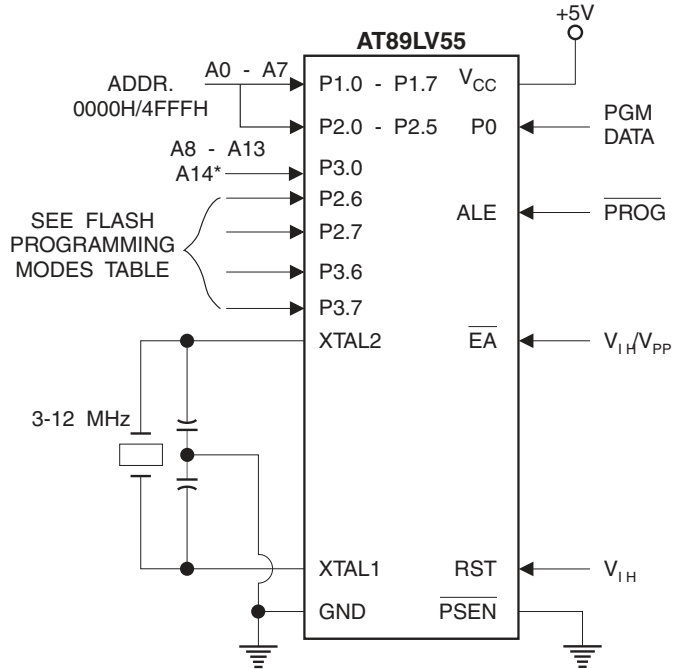 +5V
AT89LV55
ADDR.
0000H/4FFFH
A0 - A7
P1.0 - P1.7
VCC
P2.0 - P2.5
P0
PGM
DATA
A8 - A13
A14*
P3.0
P2.6
ALE
PROG
SEE FLASH
PROGRAMMING
MODES TABLE
P2.7
P3.6
P3.7
XTAL2
EA
VIH/VPP
3-12 MHz
XTAL1
RST
VIH
GND
PSEN